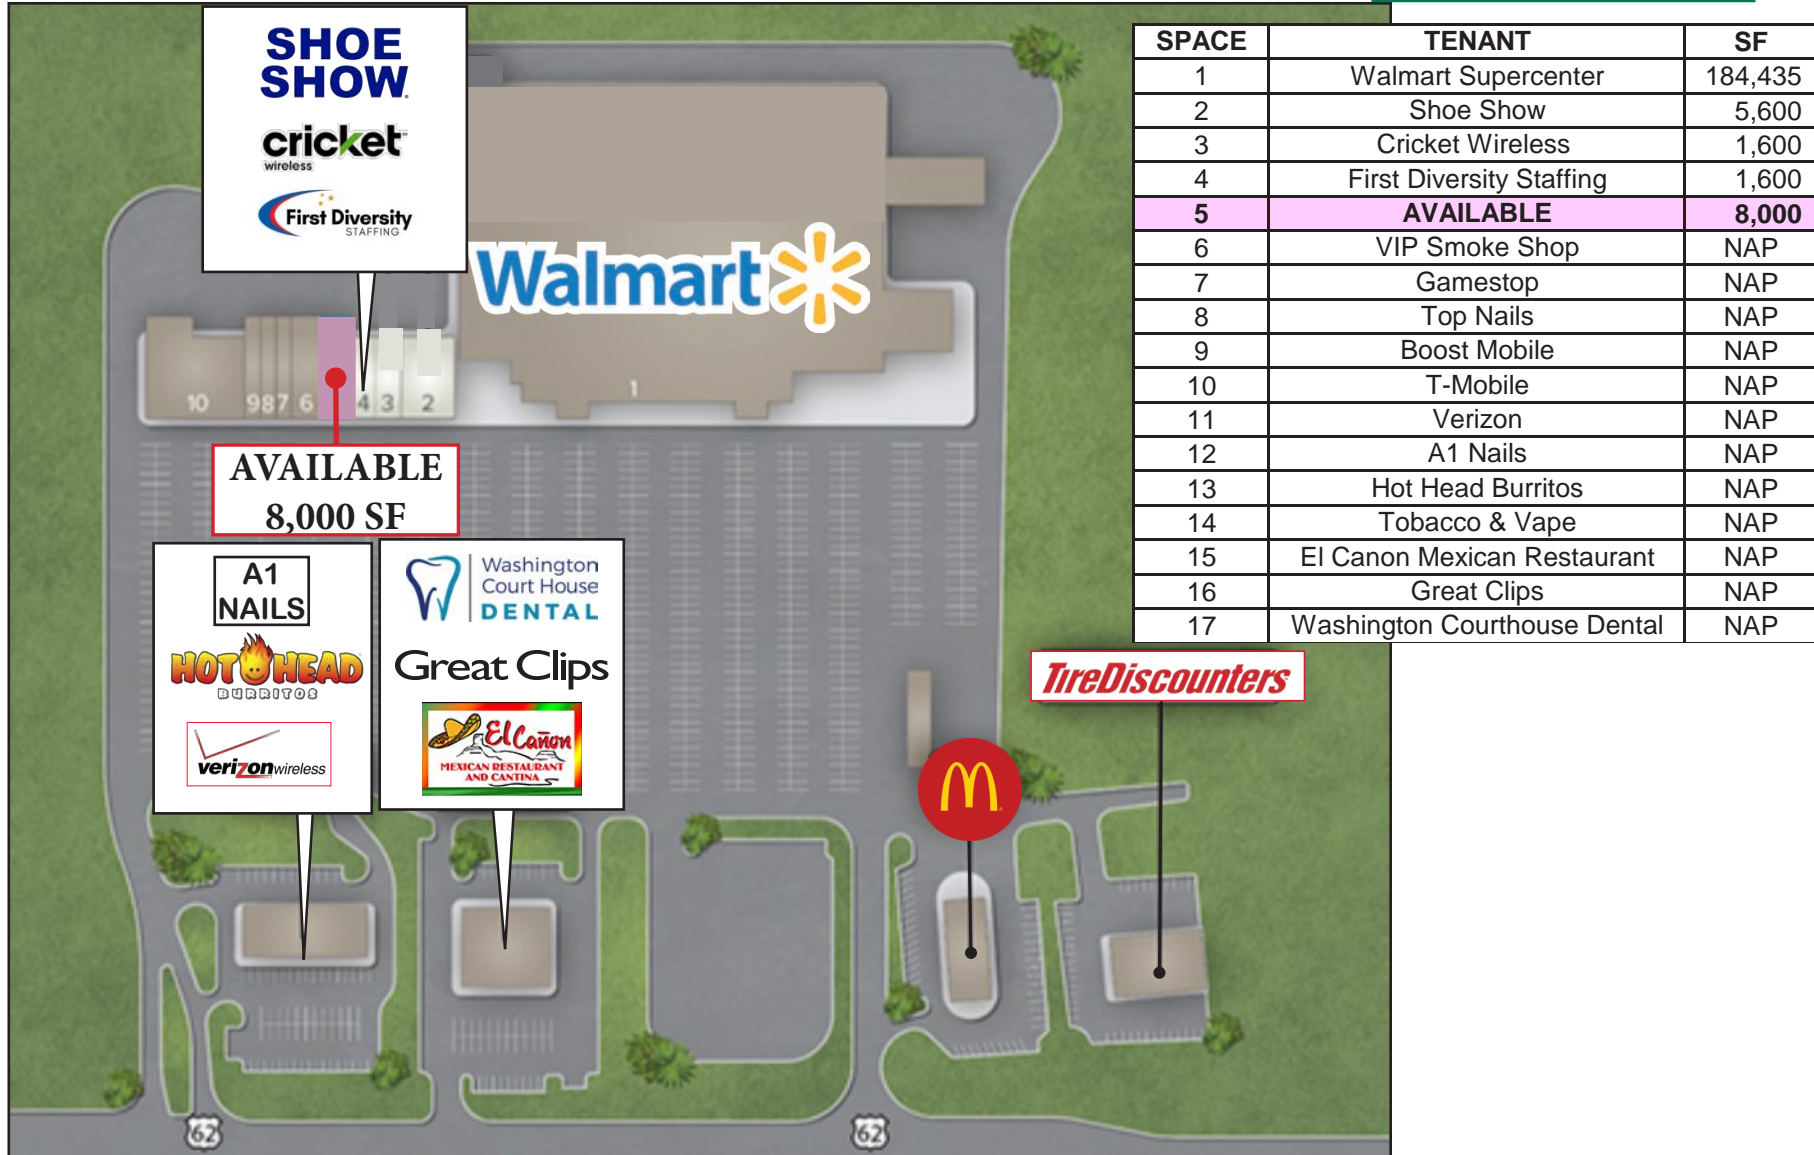 SHOE
SHOW
cricket
wireless
First Diversity
STAFFING
Walmart
10 9 8 7 6 4 3 2
1
AVAILABLE
8,000 SF
A1
NAILS
HOT HEAD
BURRITOS
verizonwireless
Washington
Court House
DENTAL
Great Clips
El Cañon
MEXICAN RESTAURANT
AND CANTINA
TireDiscounters
M
62
62
SPACE TENANT SF
1 Walmart Supercenter 184,435
2 Shoe Show 5,600
3 Cricket Wireless 1,600
4 First Diversity Staffing 1,600
5 AVAILABLE 8,000
6 VIP Smoke Shop NAP
7 Gamestop NAP
8 Top Nails NAP
9 Boost Mobile NAP
10 T-Mobile NAP
11 Verizon NAP
12 A1 Nails NAP
13 Hot Head Burritos NAP
14 Tobacco & Vape NAP
15 El Canon Mexican Restaurant NAP
16 Great Clips NAP
17 Washington Courthouse Dental NAP